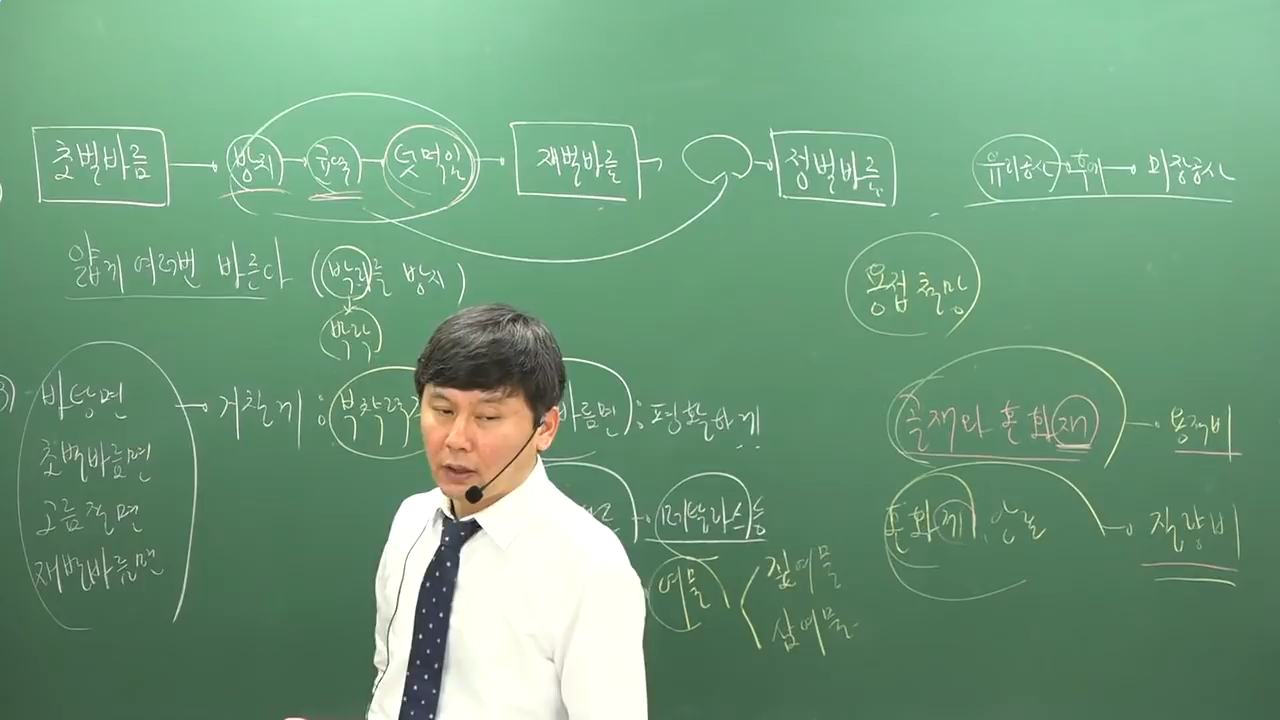 초벌바름 → 방치 → 고름질 → 덧먹임 → 재벌바름 → → 정벌바름
유리공사 후에 → 미장공사
얇게 여러번 바른다 (박리를 방지)
박락
용접철망
3)
바탕면 → 거칠게 : 부착력
초벌바름면
고름질면
재벌바름면
바름면 : 평활하게
골재와 혼화재 → 용적비
메탈라스 등
혼화제, 안료 → 질량비
여물
짚여물
삼여물